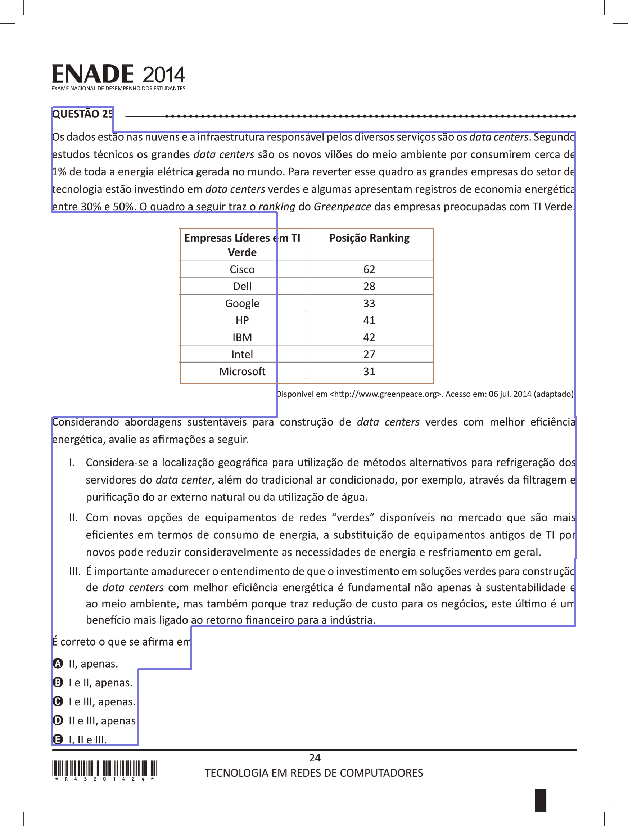 ENADE 2014
EXAME NACIONAL DE DESEMPENHO DOS ESTUDANTES
QUESTÃO 25
Os dados estão nas nuvens e a infraestrutura responsável pelos diversos serviços são os data centers. Segundo
estudos técnicos os grandes data centers são os novos vilões do meio ambiente por consumirem cerca de
1% de toda a energia elétrica gerada no mundo. Para reverter esse quadro as grandes empresas do setor de
tecnologia estão investindo em data centers verdes e algumas apresentam registros de economia energética
entre 30% e 50%. O quadro a seguir traz o ranking do Greenpeace das empresas preocupadas com TI Verde.
Empresas Líderes em TI Verde Posição Ranking
Cisco 62
Dell 28
Google 33
HP 41
IBM 42
Intel 27
Microsoft 31
Disponível em <http://www.greenpeace.org>. Acesso em: 06 jul. 2014 (adaptado)
Considerando abordagens sustentáveis para construção de data centers verdes com melhor eficiência
energética, avalie as afirmações a seguir.
I. Considera-se a localização geográfica para utilização de métodos alternativos para refrigeração dos
servidores do data center, além do tradicional ar condicionado, por exemplo, através da filtragem e
purificação do ar externo natural ou da utilização de água.
II. Com novas opções de equipamentos de redes “verdes” disponíveis no mercado que são mais
eficientes em termos de consumo de energia, a substituição de equipamentos antigos de TI por
novos pode reduzir consideravelmente as necessidades de energia e resfriamento em geral.
III. É importante amadurecer o entendimento de que o investimento em soluções verdes para construção
de data centers com melhor eficiência energética é fundamental não apenas à sustentabilidade e
ao meio ambiente, mas também porque traz redução de custo para os negócios, este último é um
benefício mais ligado ao retorno financeiro para a indústria.
É correto o que se afirma em
A II, apenas.
B I e II, apenas.
C I e III, apenas.
D II e III, apenas
E I, II e III.
24
TECNOLOGIA EM REDES DE COMPUTADORES
*R4320142​4*